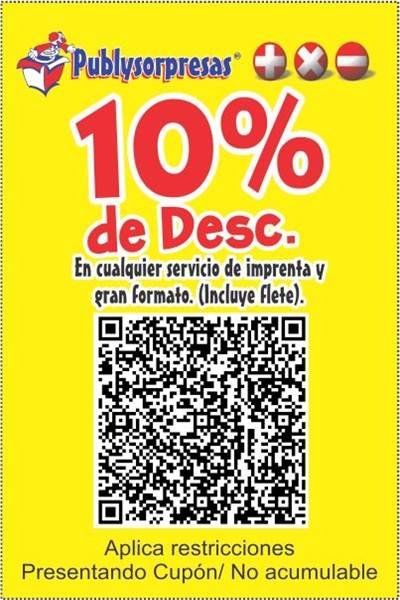 Publysorpresas®
+ × −
10%
de Desc.
En cualquier servicio de imprenta y
gran formato. (Incluye flete).
Aplica restricciones
Presentando Cupón/ No acumulable